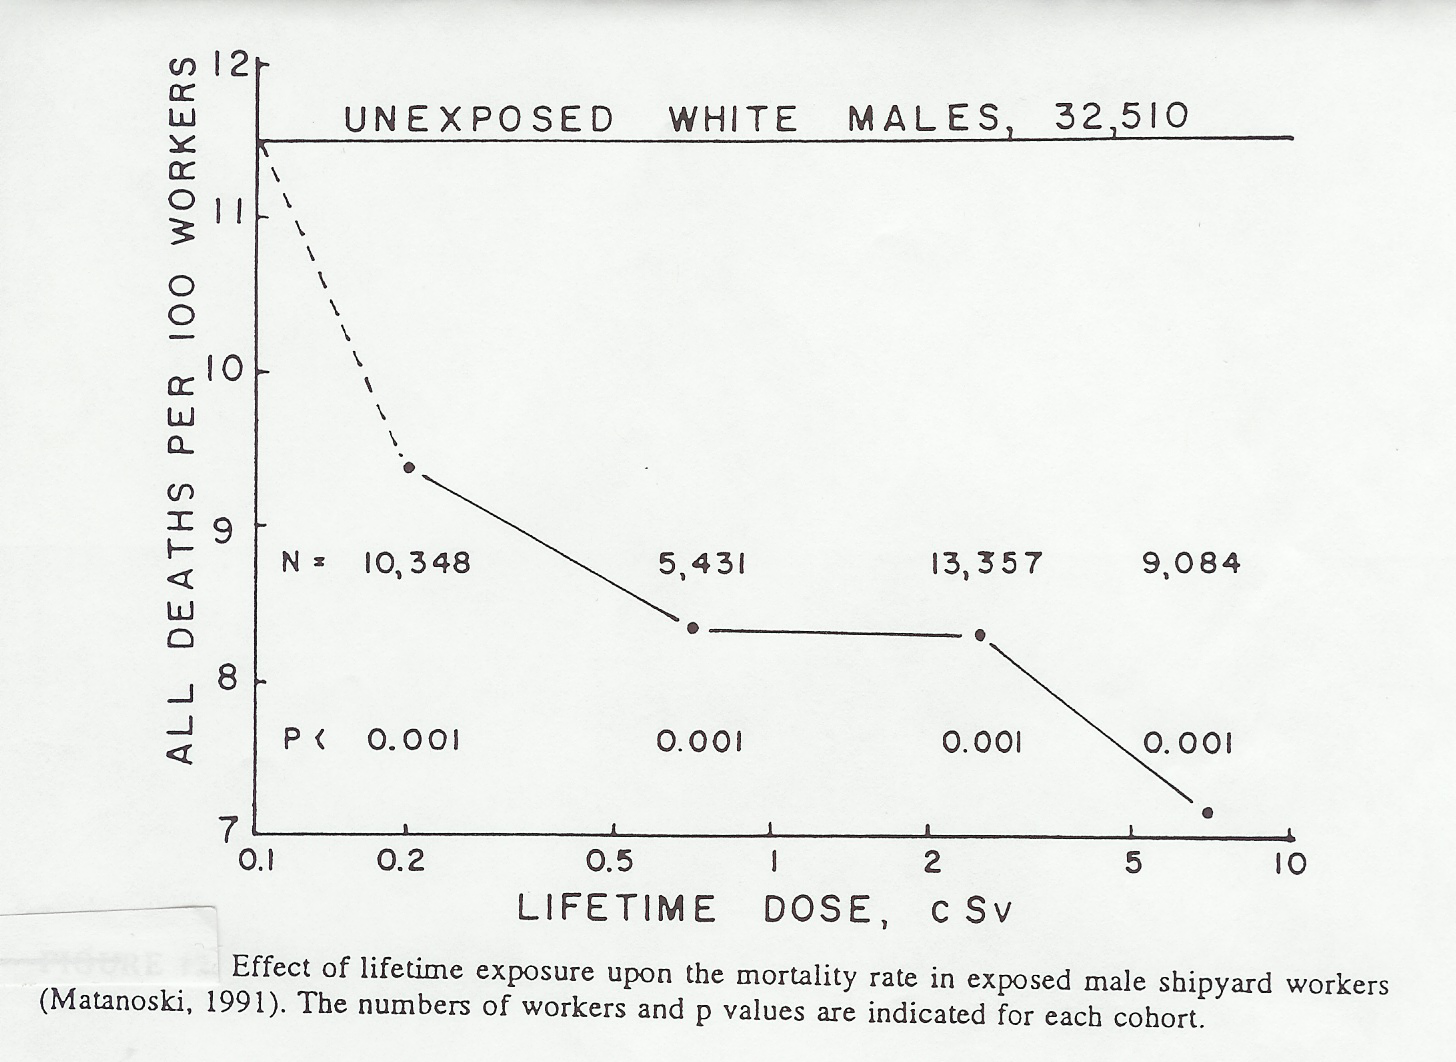 ALL DEATHS PER 100 WORKERS
12
UNEXPOSED WHITE MALES, 32,510
11
10
9
N = 10,348 5,431 13,357 9,084
8
P < 0.001 0.001 0.001 0.001
7
0.1 0.2 0.5 1 2 5 10
LIFETIME DOSE, cSv
FIGURE
Effect of lifetime exposure upon the mortality rate in exposed male shipyard workers
(Matanoski, 1991). The numbers of workers and p values are indicated for each cohort.